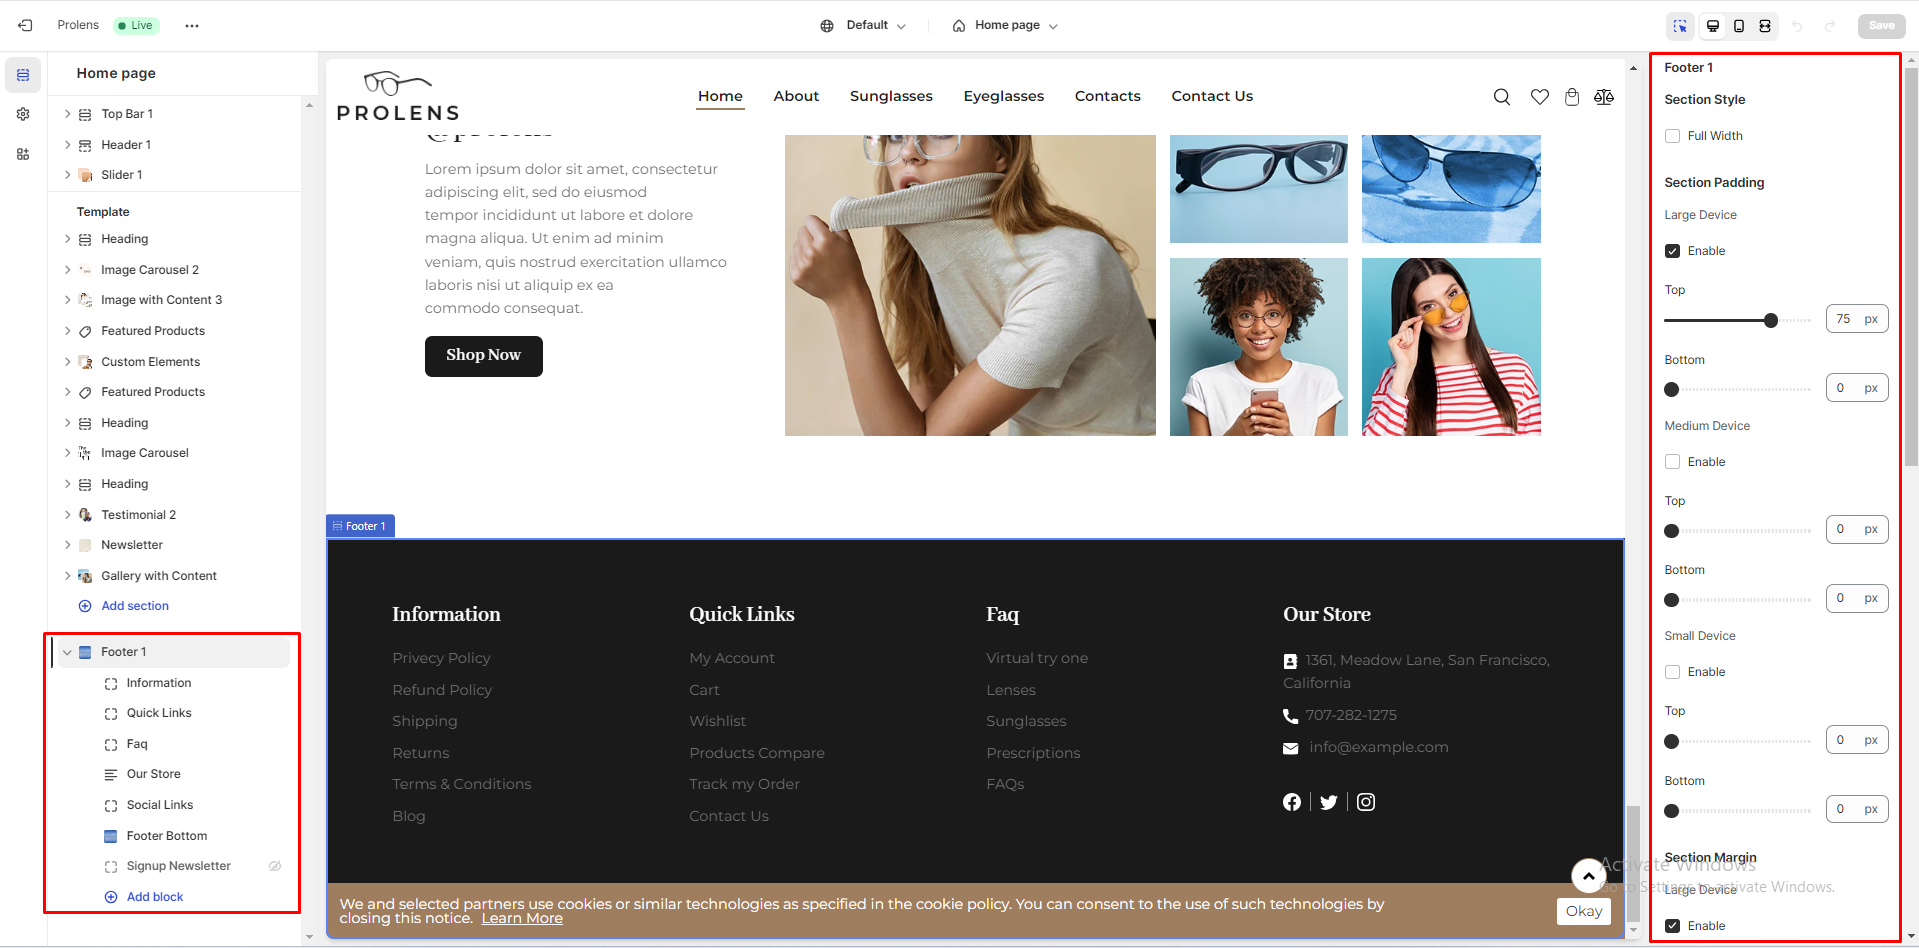 Prolens
Live
Default
Home page
Save
Home page
Top Bar 1
Header 1
Slider 1
Template
Heading
Image Carousel 2
Image with Content 3
Featured Products
Custom Elements
Featured Products
Heading
Image Carousel
Heading
Testimonial 2
Newsletter
Gallery with Content
Add section
Footer 1
Information
Quick Links
Faq
Our Store
Social Links
Footer Bottom
Signup Newsletter
Add block
PROLENS
Home
About
Sunglasses
Eyeglasses
Contacts
Contact Us
@prolens
Lorem ipsum dolor sit amet, consectetur
adipiscing elit, sed do eiusmod
tempor incididunt ut labore et dolore
magna aliqua. Ut enim ad minim
veniam, quis nostrud exercitation ullamco
laboris nisi ut aliquip ex ea
commodo consequat.
Shop Now
Footer 1
Information
Privecy Policy
Refund Policy
Shipping
Returns
Terms & Conditions
Blog
Quick Links
My Account
Cart
Wishlist
Products Compare
Track my Order
Contact Us
Faq
Virtual try one
Lenses
Sunglasses
Prescriptions
FAQs
Our Store
1361, Meadow Lane, San Francisco,
California
707-282-1275
info@example.com
We and selected partners use cookies or similar technologies as specified in the cookie policy. You can consent to the use of such technologies by
closing this notice. Learn More
Okay
Footer 1
Section Style
Full Width
Section Padding
Large Device
Enable
Top
75 px
Bottom
0 px
Medium Device
Enable
Top
0 px
Bottom
0 px
Small Device
Enable
Top
0 px
Bottom
0 px
Section Margin
Large Device
Enable
Activate Windows
Go to Settings to activate Windows.